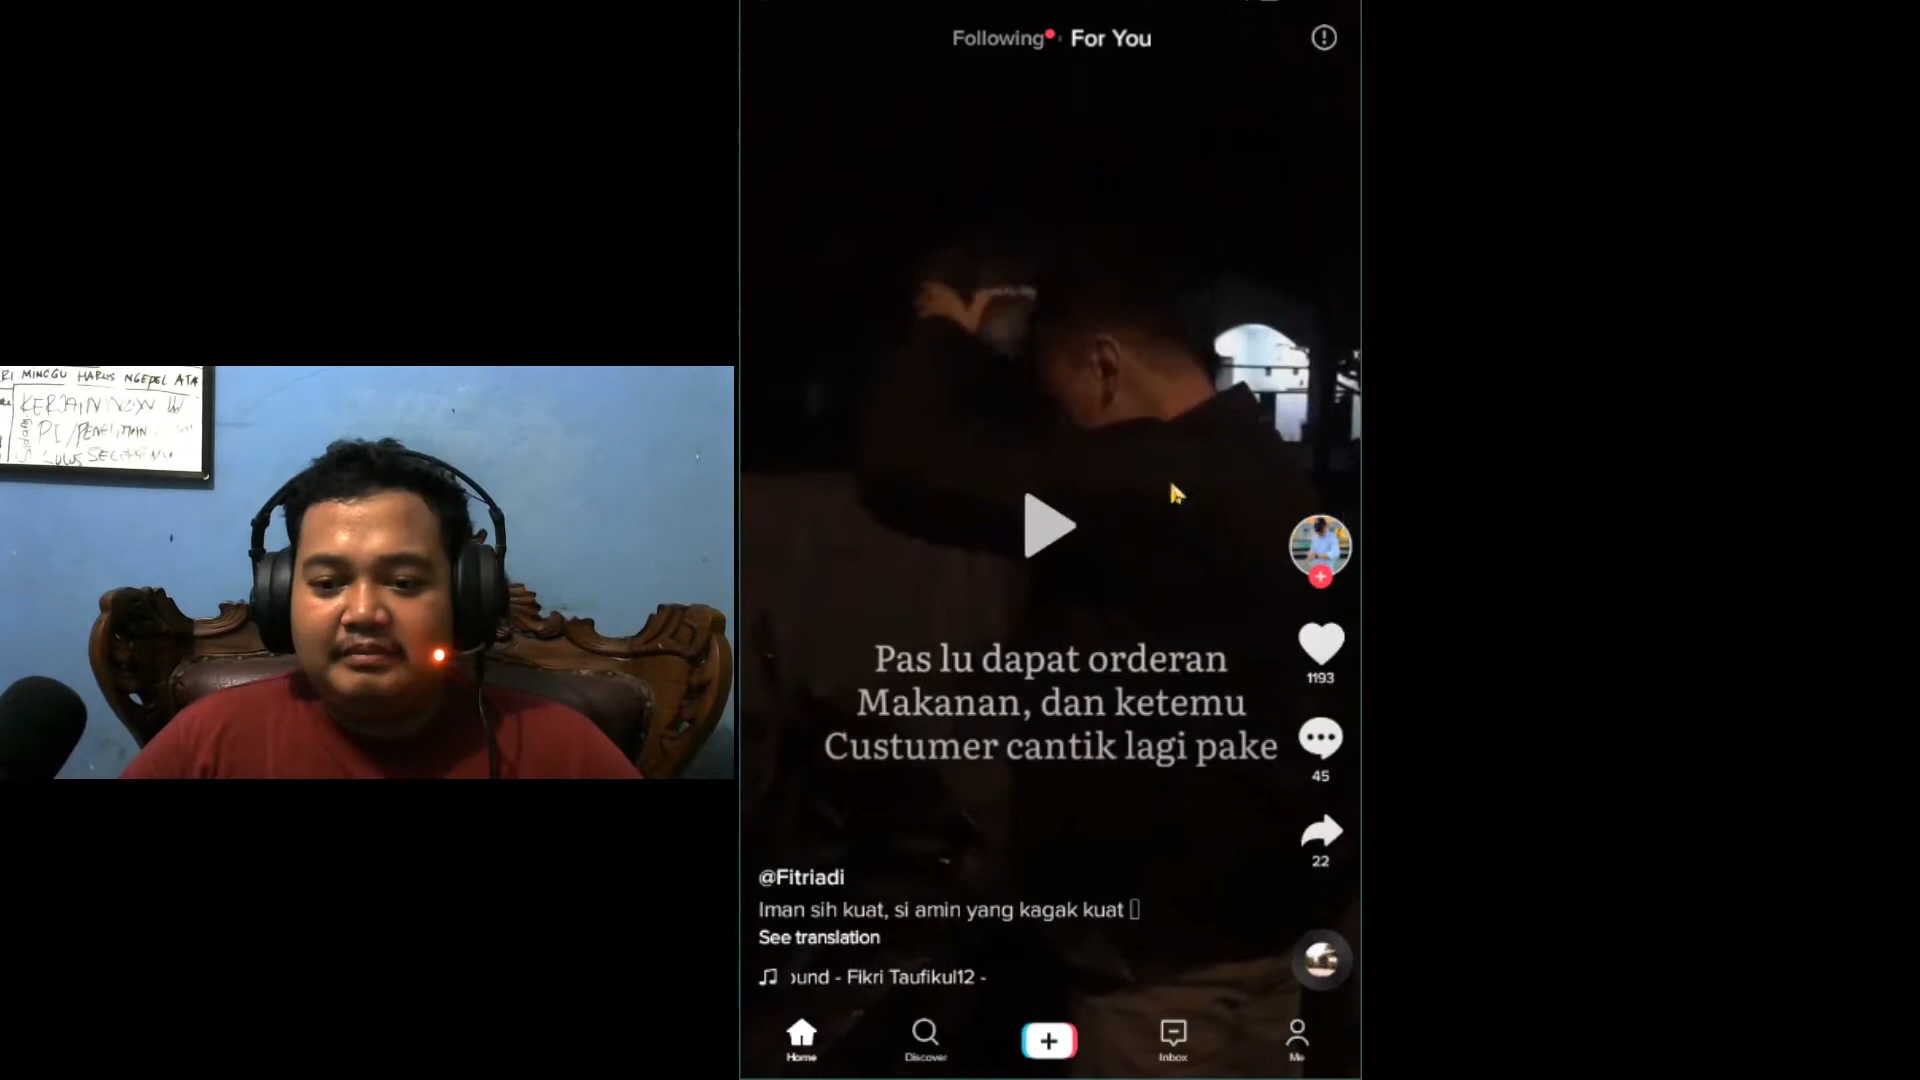 MINGGU HARUS NGEPEL
Following For You
Pas lu dapat orderan
Makanan, dan ketemu
Custumer cantik lagi pake
1193
45
22
@Fitriadi
Iman sih kuat, si amin yang kagak kuat
See translation
ound - Fikri Taufikul12 -
Home Discover Inbox Me